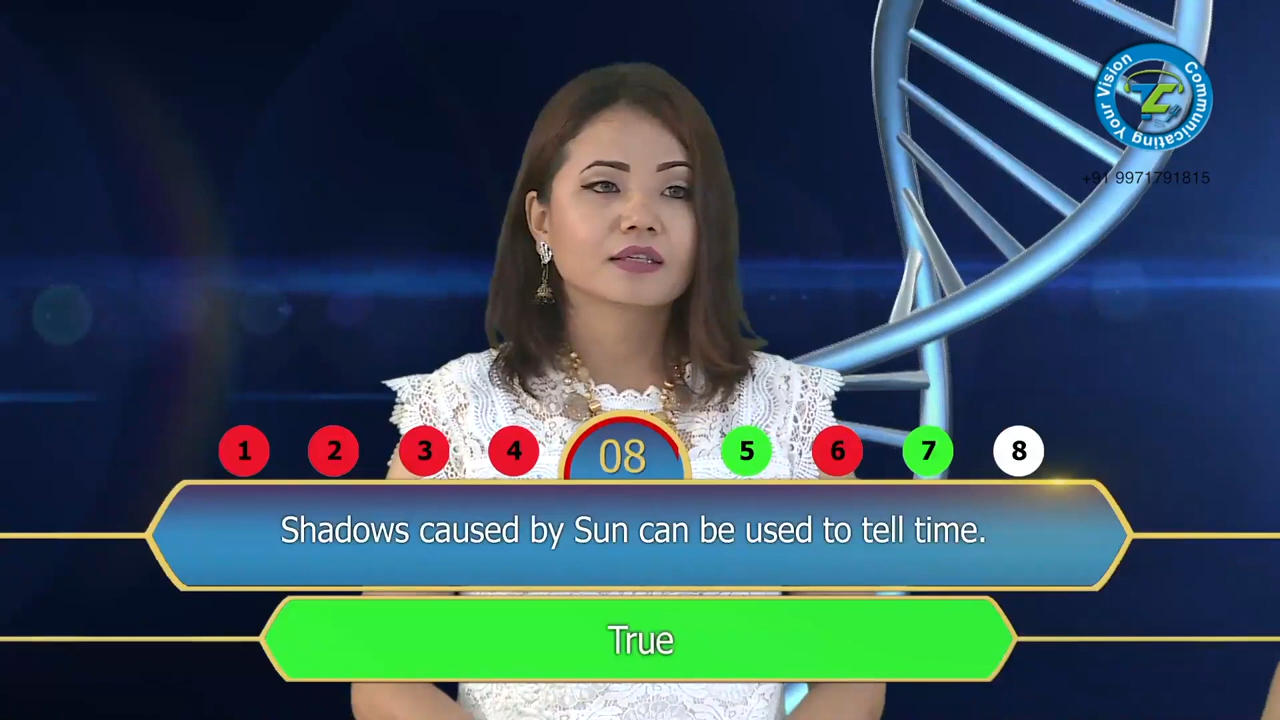 Your Vision Communicating
TC
+91 9971791815
1 2 3 4 08 5 6 7 8
Shadows caused by Sun can be used to tell time.
True